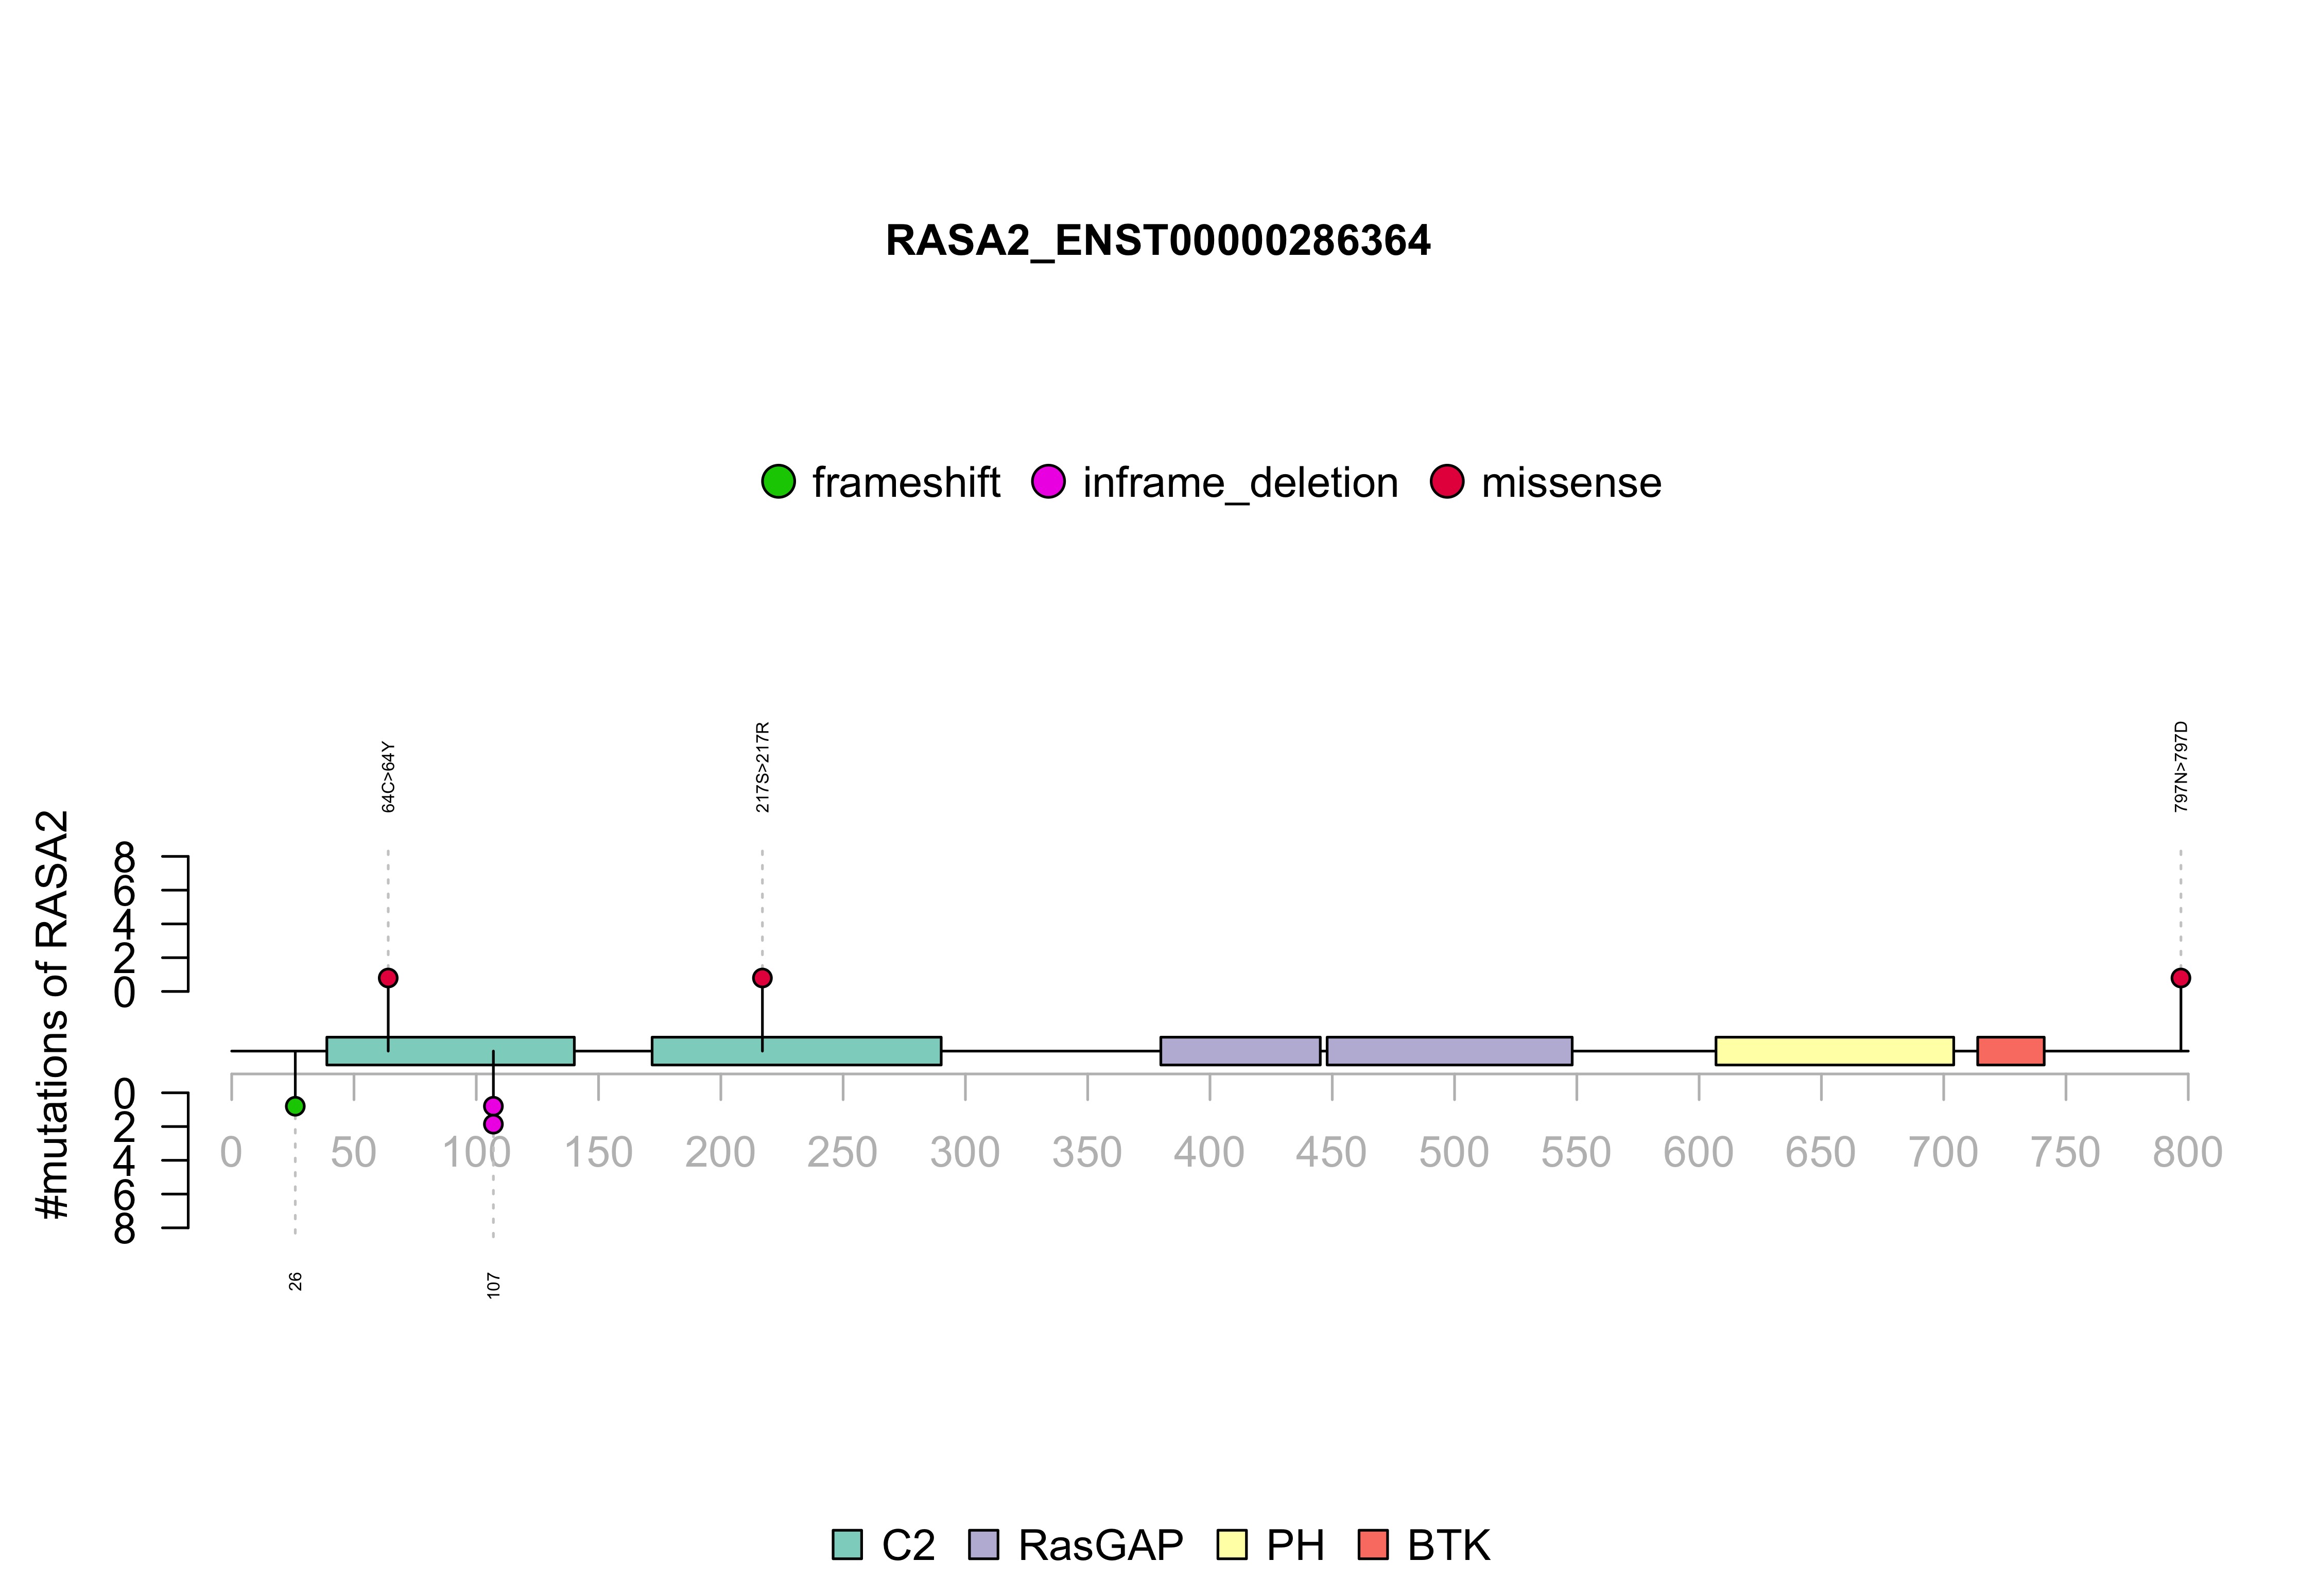 RASA2_ENST00000286364
frameshift inframe_deletion missense
64C>64Y 217S>217R 797N>797D
#mutations of RASA2
8
6
4
2
0
0
2
4
6
8
0 50 100 150 200 250 300 350 400 450 500 550 600 650 700 750 800
26 107
C2 RasGAP PH BTK